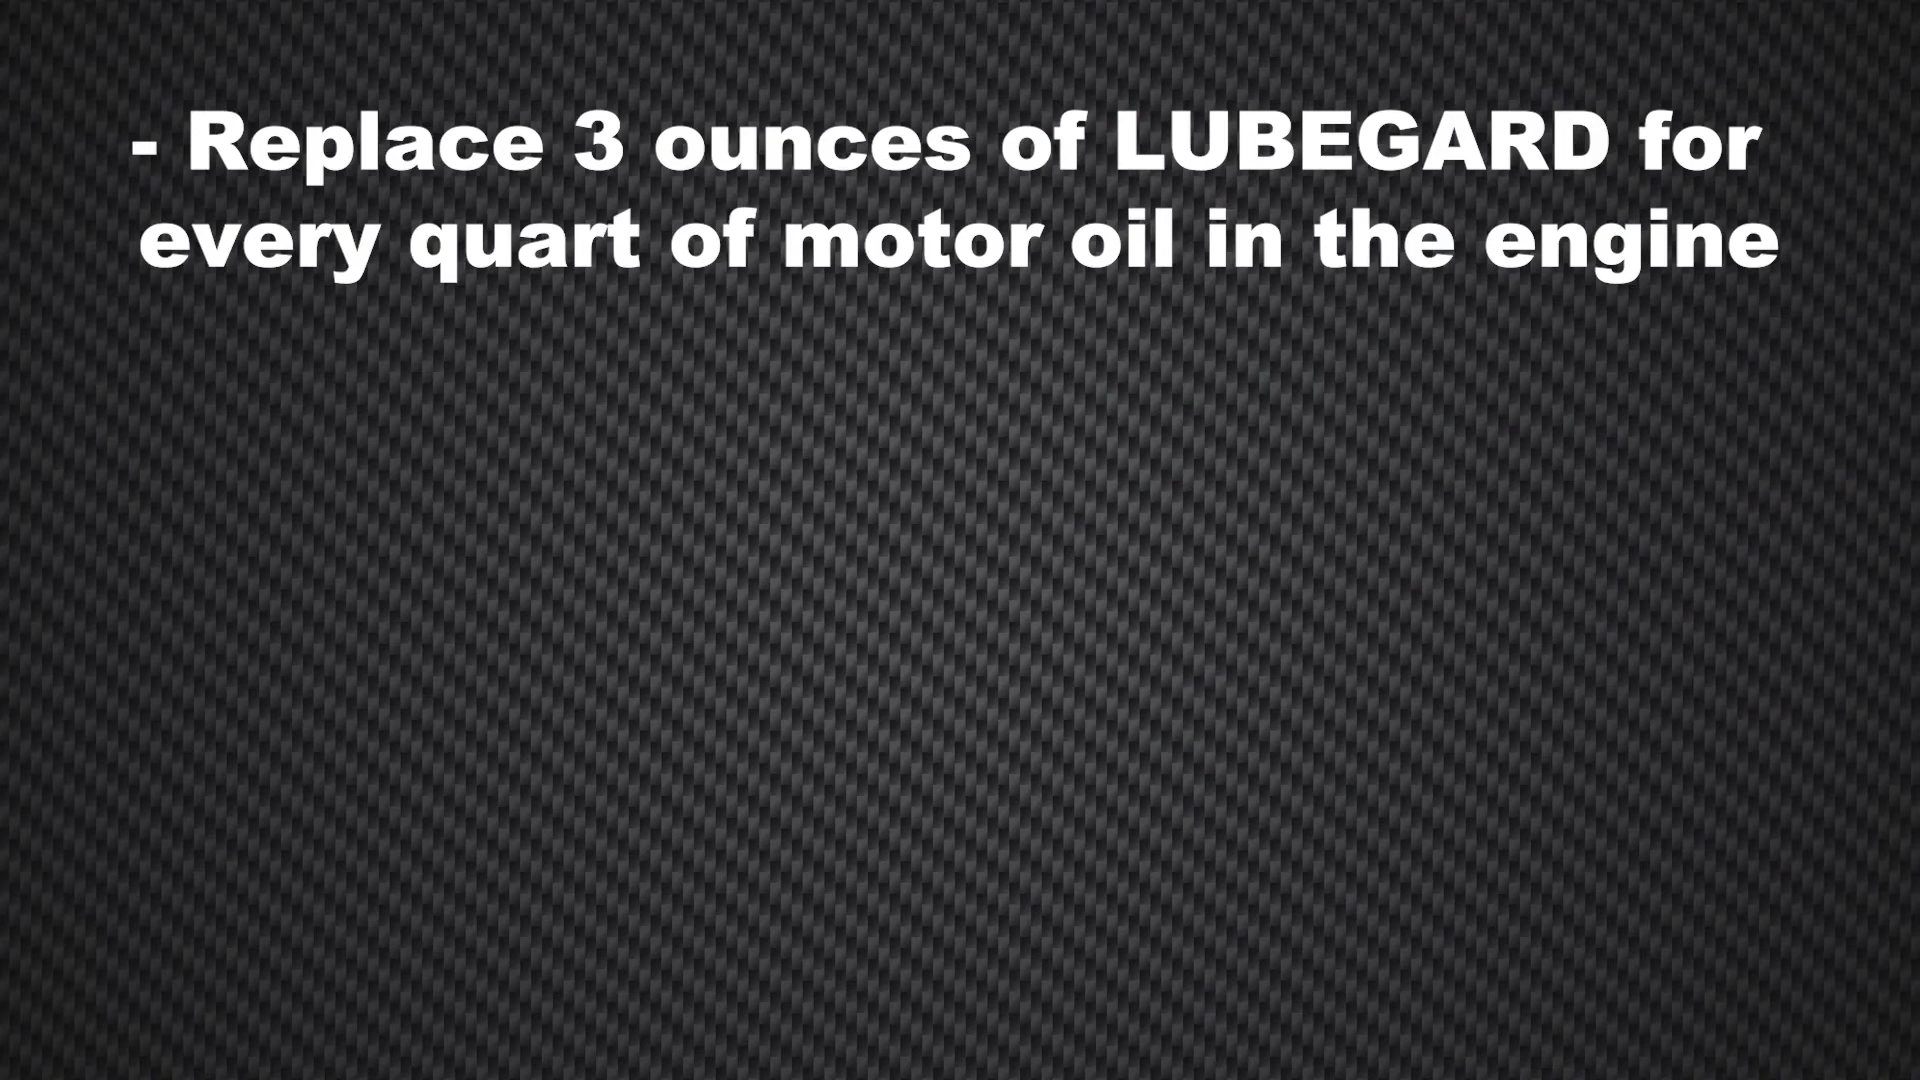 - Replace 3 ounces of LUBEGARD for
every quart of motor oil in the engine